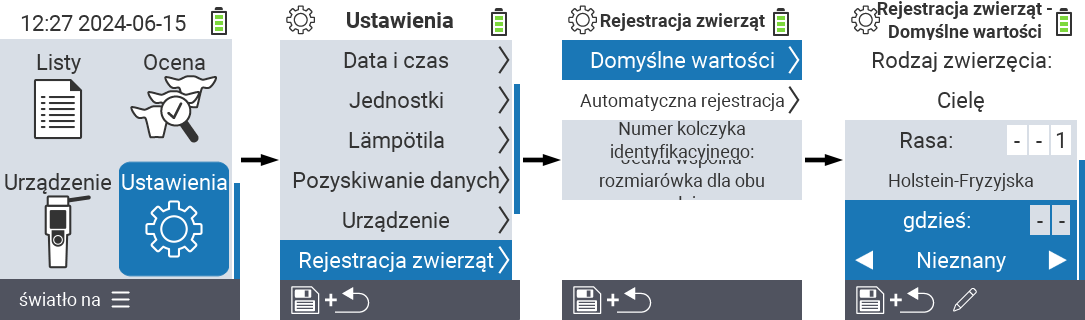 12:27 2024-06-15
Listy
Ocena
Urządzenie
Ustawienia
światło na
Ustawienia
Data i czas
Jednostki
Lämpötila
Pozyskiwanie danych
Urządzenie
Rejestracja zwierząt
+
Rejestracja zwierząt
Domyślne wartości
Automatyczna rejestracja
Numer kolczyka
identyfikacyjnego:
rozmiarówka dla obu
+
Rejestracja zwierząt -
Domyślne wartości
Rodzaj zwierzęcia:
Cielę
Rasa: - - 1
Holstein-Fryzyjska
gdzieś: - -
Nieznany
+